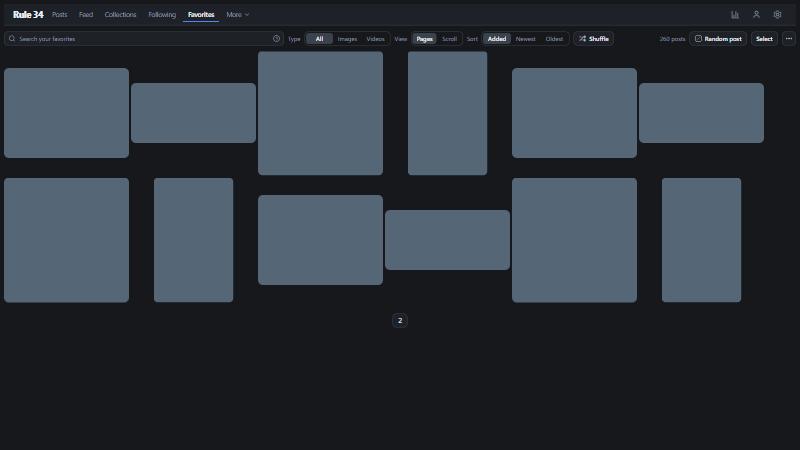 Rule 34 Posts Feed Collections Following Favorites More
Search your favorites Type All Images Videos View Pages Scroll Sort Added Newest Oldest Shuffle 260 posts Random post Select
2